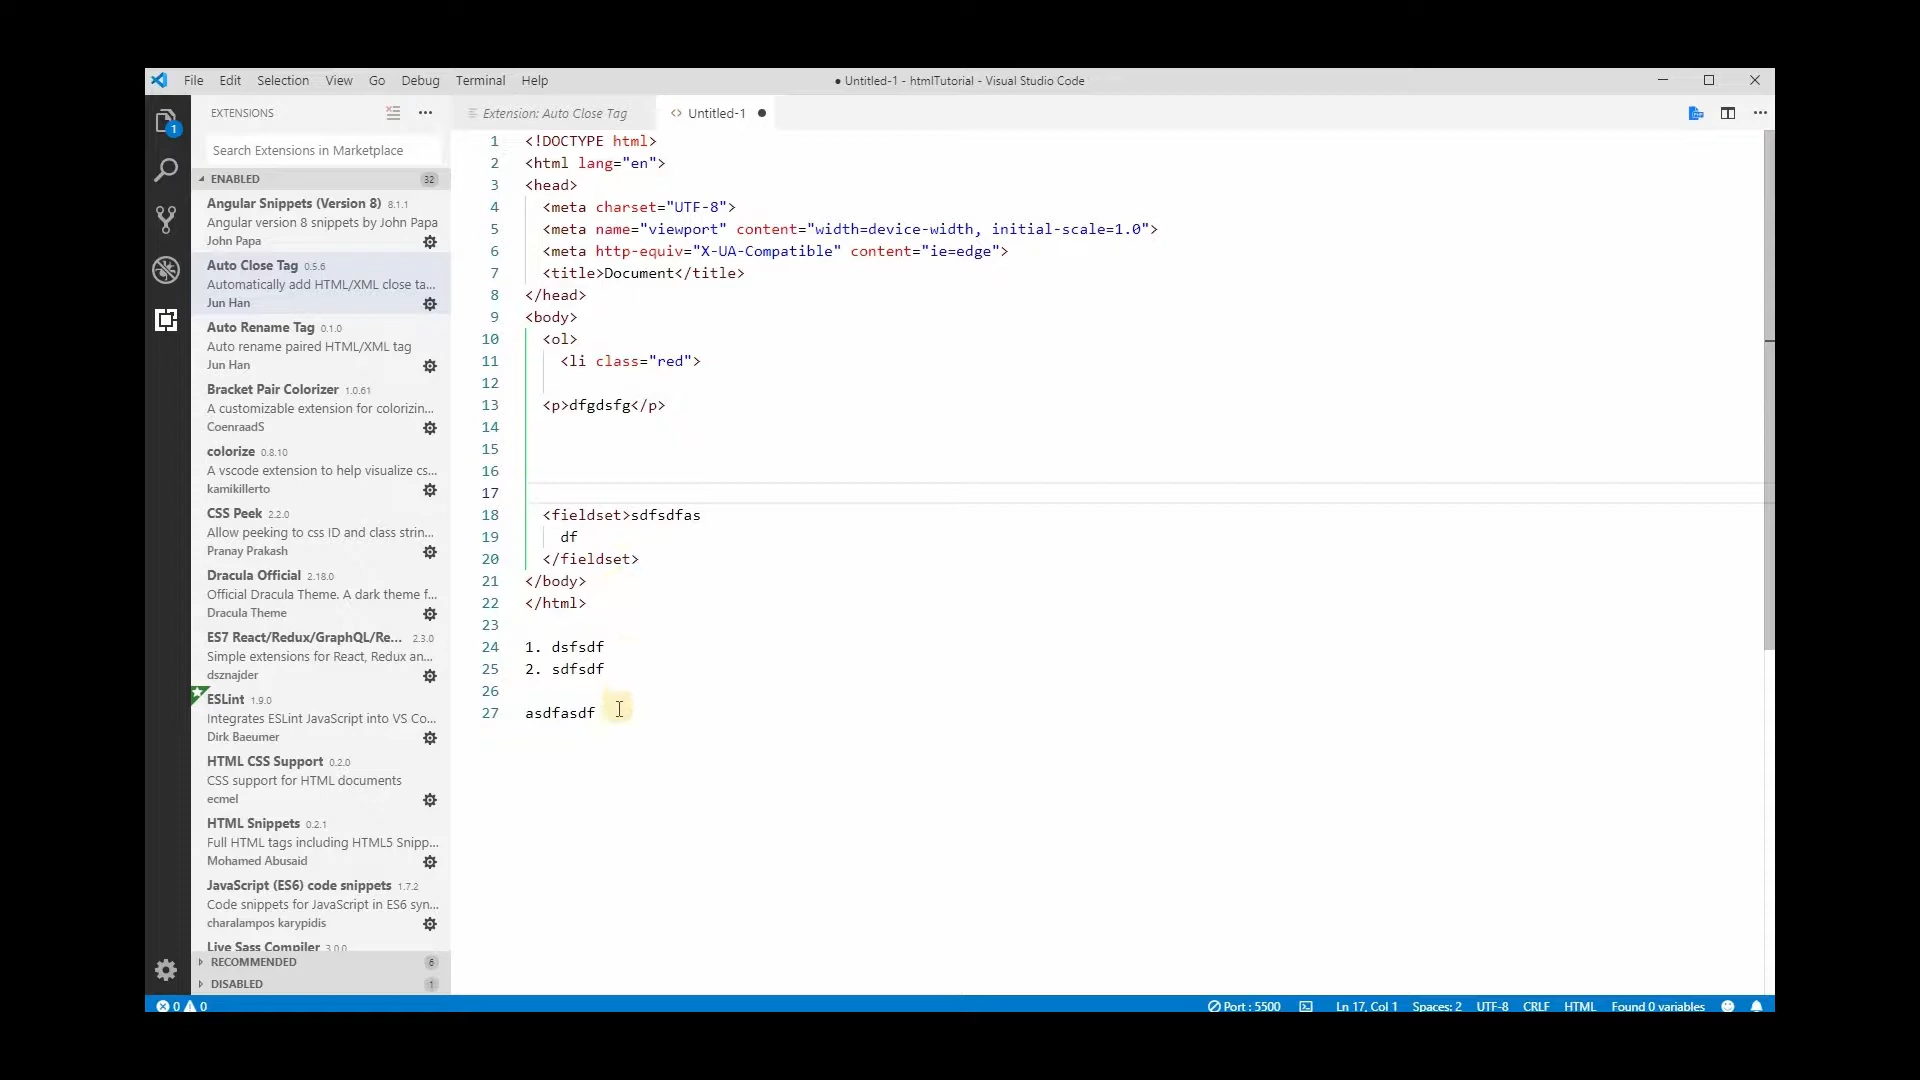 File Edit Selection View Go Debug Terminal Help
● Untitled-1 - htmlTutorial - Visual Studio Code
EXTENSIONS
Extension: Auto Close Tag
<> Untitled-1 ●
1
Search Extensions in Marketplace
ENABLED 32
Angular Snippets (Version 8) 8.1.1
Angular version 8 snippets by John Papa
John Papa
Auto Close Tag 0.5.6
Automatically add HTML/XML close ta...
Jun Han
Auto Rename Tag 0.1.0
Auto rename paired HTML/XML tag
Jun Han
Bracket Pair Colorizer 1.0.61
A customizable extension for colorizin...
CoenraadS
colorize 0.8.10
A vscode extension to help visualize cs...
kamikillerto
CSS Peek 2.2.0
Allow peeking to css ID and class strin...
Pranay Prakash
Dracula Official 2.18.0
Official Dracula Theme. A dark theme f...
Dracula Theme
ES7 React/Redux/GraphQL/Re... 2.3.0
Simple extensions for React, Redux an...
dsznajder
ESLint 1.9.0
Integrates ESLint JavaScript into VS Co...
Dirk Baeumer
HTML CSS Support 0.2.0
CSS support for HTML documents
ecmel
HTML Snippets 0.2.1
Full HTML tags including HTML5 Snipp...
Mohamed Abusaid
JavaScript (ES6) code snippets 1.7.2
Code snippets for JavaScript in ES6 syn...
charalampos karypidis
Live Sass Compiler 3.0.0
RECOMMENDED 6
DISABLED 1
1 <!DOCTYPE html>
2 <html lang="en">
3 <head>
4 <meta charset="UTF-8">
5 <meta name="viewport" content="width=device-width, initial-scale=1.0">
6 <meta http-equiv="X-UA-Compatible" content="ie=edge">
7 <title>Document</title>
8 </head>
9 <body>
10 <ol>
11 <li class="red">
12
13 <p>dfgdsfg</p>
14
15
16
17
18 <fieldset>sdfsdfas
19 df
20 </fieldset>
21 </body>
22 </html>
23
24 1. dsfsdf
25 2. sdfsdf
26
27 asdfasdf
0 0
Port : 5500 Ln 17, Col 1 Spaces: 2 UTF-8 CRLF HTML Found 0 variables